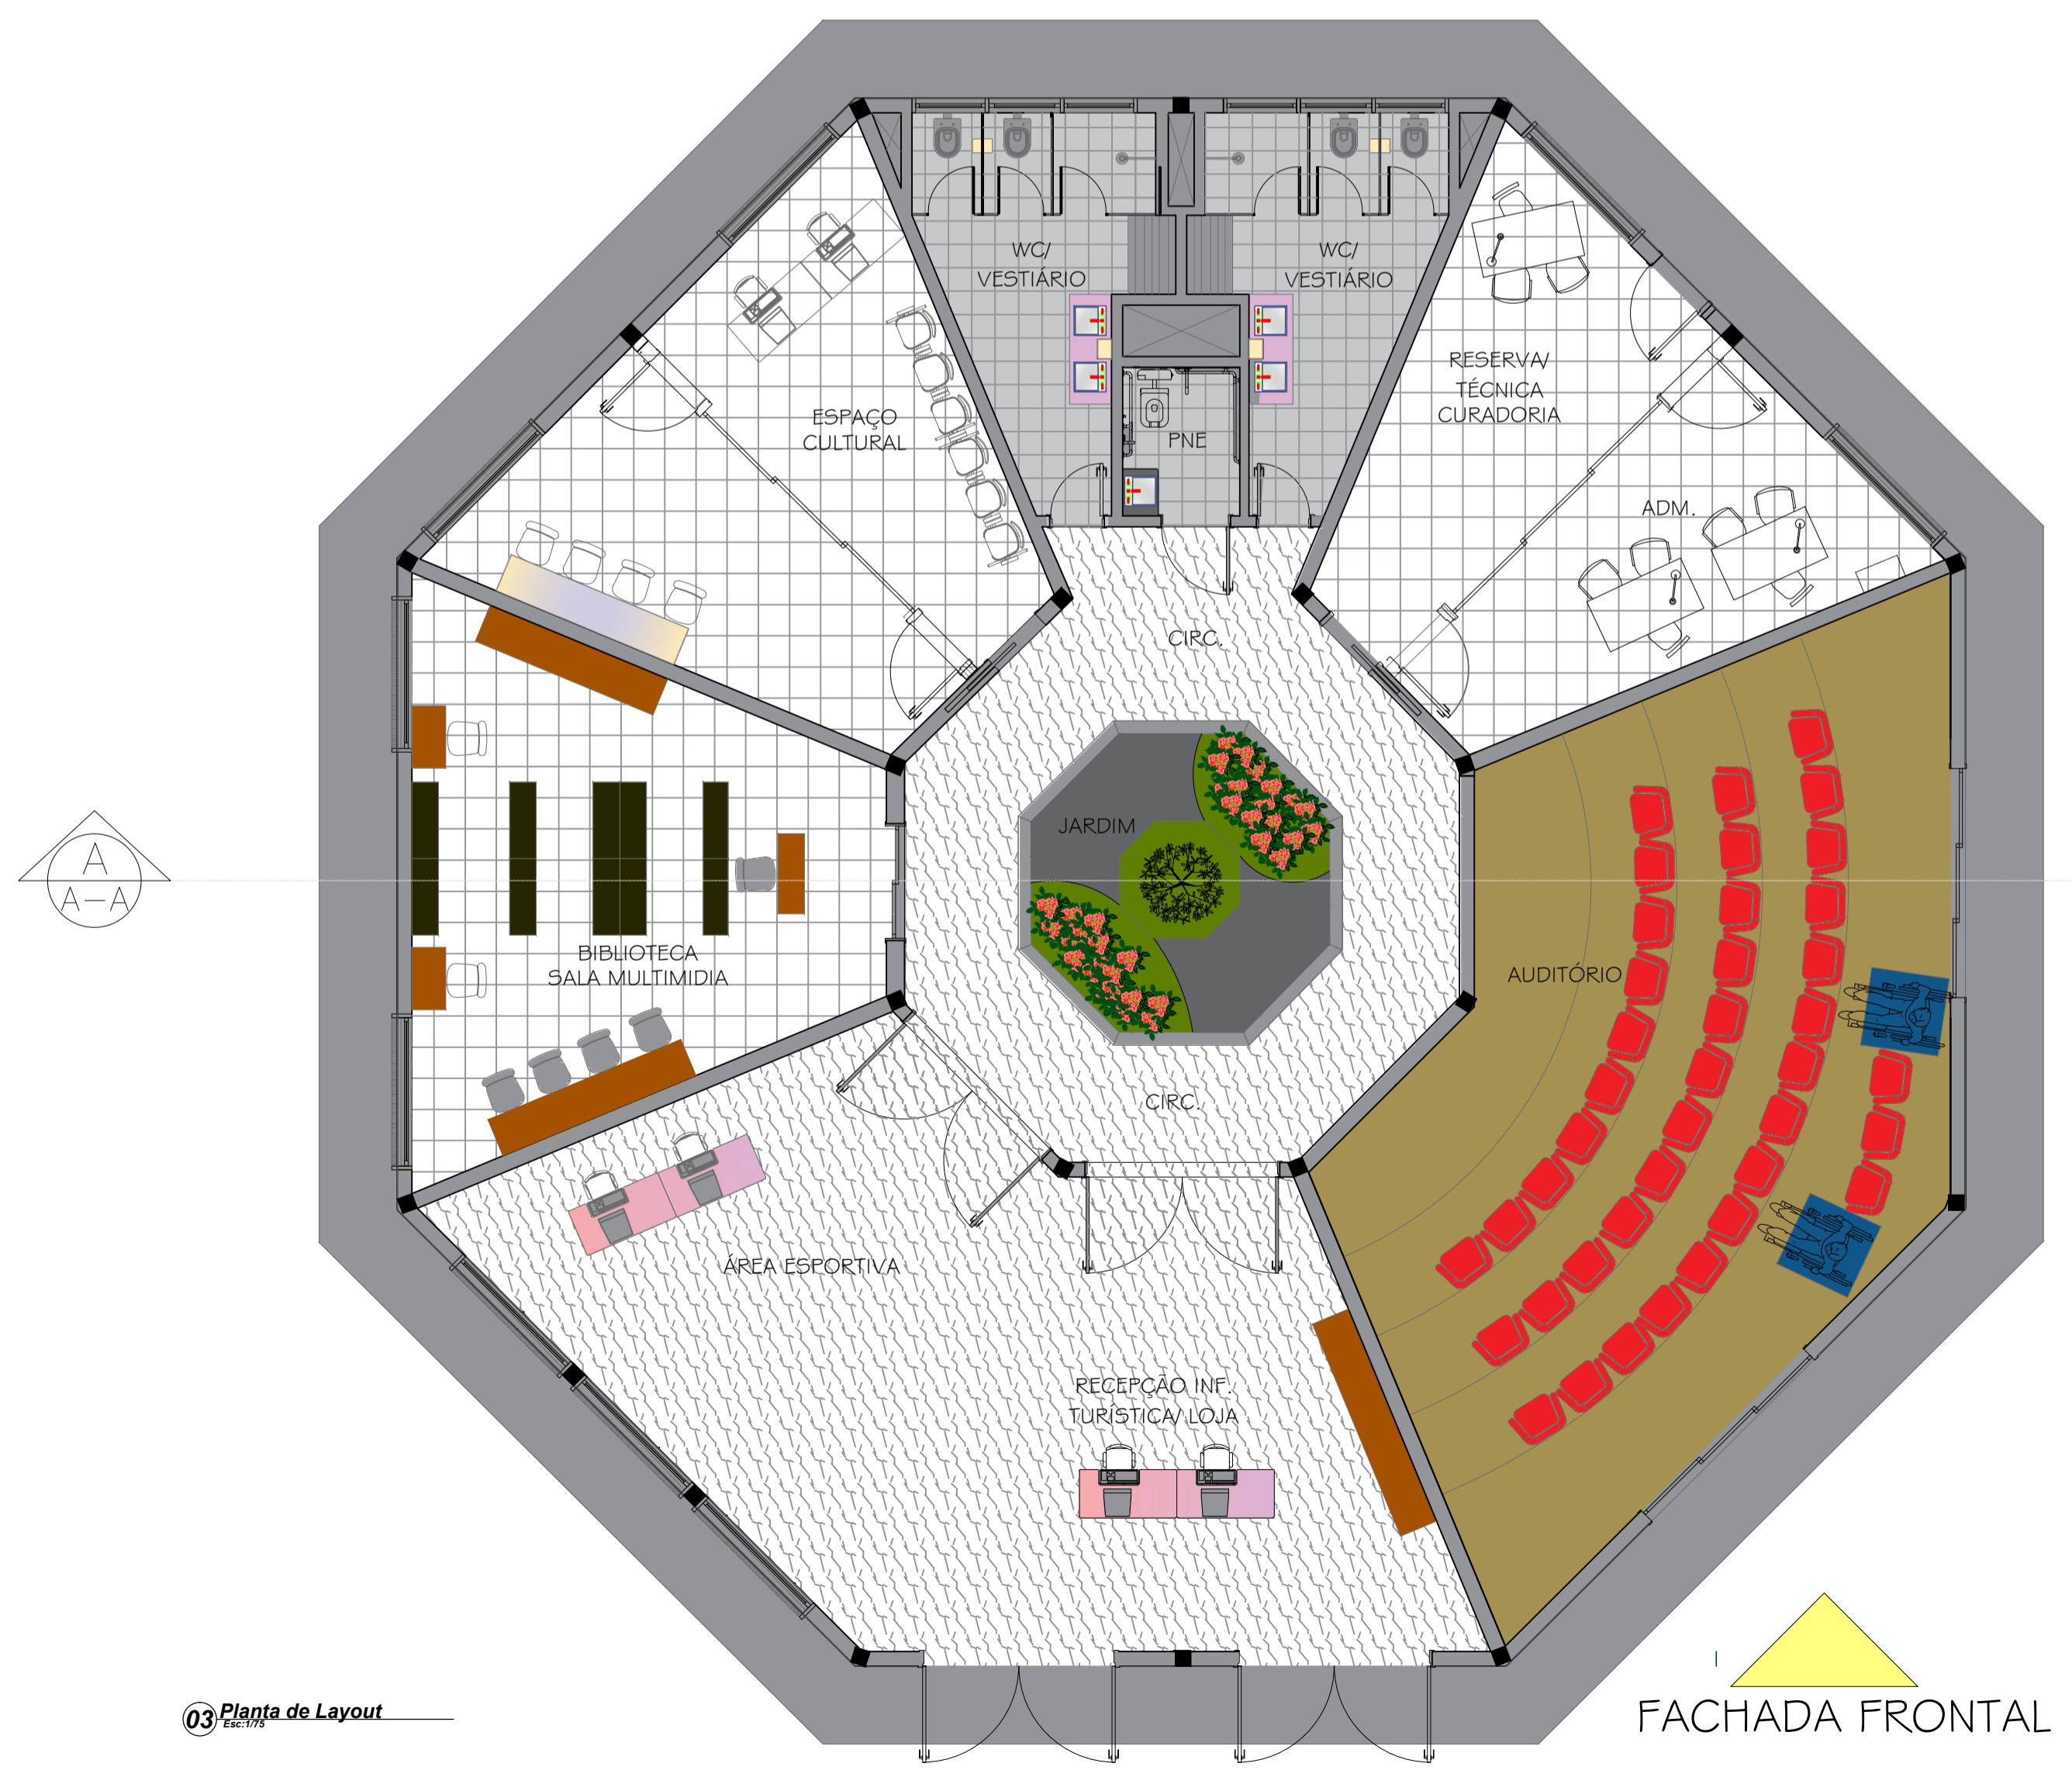 WC/
VESTIÁRIO
WC/
VESTIÁRIO
RESERVA/
TÉCNICA
CURADORIA
ESPAÇO
CULTURAL
PNE
ADM.
CIRC.
JARDIM
A
A-A
BIBLIOTECA
SALA MULTIMIDIA
AUDITÓRIO
CIRC.
ÁREA ESPORTIVA
RECEPÇÃO INF.
TURÍSTICA/ LOJA
03 Planta de Layout
Esc:1/75
FACHADA FRONTAL